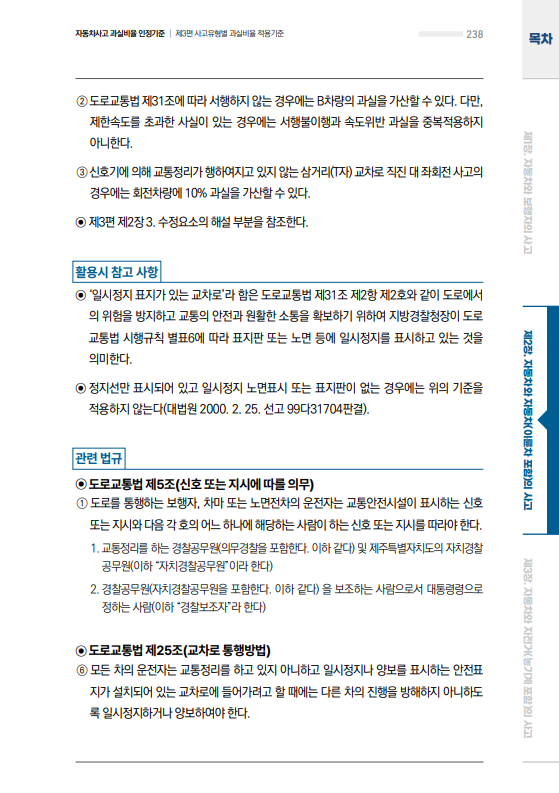 자동차사고 과실비율 인정기준 | 제3편 사고유형별 과실비율 적용기준
238
목차
② 도로교통법 제31조에 따라 서행하지 않는 경우에는 B차량의 과실을 가산할 수 있다. 다만,
제한속도를 초과한 사실이 있는 경우에는 서행불이행과 속도위반 과실을 중복적용하지
아니한다.
③ 신호기에 의해 교통정리가 행하여지고 있지 않는 삼거리(T자) 교차로 직진 대 좌회전 사고의
경우에는 회전차량에 10% 과실을 가산할 수 있다.
◉ 제3편 제2장 3. 수정요소의 해설 부분을 참조한다.
활용시 참고 사항
◉ ‘일시정지 표지가 있는 교차로’라 함은 도로교통법 제31조 제2항 제2호와 같이 도로에서
의 위험을 방지하고 교통의 안전과 원활한 소통을 확보하기 위하여 지방경찰청장이 도로
교통법 시행규칙 별표6에 따라 표지판 또는 노면 등에 일시정지를 표시하고 있는 것을
의미한다.
◉ 정지선만 표시되어 있고 일시정지 노면표시 또는 표지판이 없는 경우에는 위의 기준을
적용하지 않는다(대법원 2000. 2. 25. 선고 99다31704판결).
관련 법규
◉ 도로교통법 제5조(신호 또는 지시에 따를 의무)
① 도로를 통행하는 보행자, 차마 또는 노면전차의 운전자는 교통안전시설이 표시하는 신호
또는 지시와 다음 각 호의 어느 하나에 해당하는 사람이 하는 신호 또는 지시를 따라야 한다.
1. 교통정리를 하는 경찰공무원(의무경찰을 포함한다. 이하 같다) 및 제주특별자치도의 자치경찰
공무원(이하 “자치경찰공무원”이라 한다)
2. 경찰공무원(자치경찰공무원을 포함한다. 이하 같다) 을 보조하는 사람으로서 대통령령으로
정하는 사람(이하 “경찰보조자”라 한다)
◉ 도로교통법 제25조(교차로 통행방법)
⑥ 모든 차의 운전자는 교통정리를 하고 있지 아니하고 일시정지나 양보를 표시하는 안전표
지가 설치되어 있는 교차로에 들어가려고 할 때에는 다른 차의 진행을 방해하지 아니하도
록 일시정지하거나 양보하여야 한다.
제1장. 자동차와 보행자의 사고
제2장. 자동차와 자동차(이륜차 포함)의 사고
제3장. 자동차와 자전거(농기계 포함)의 사고